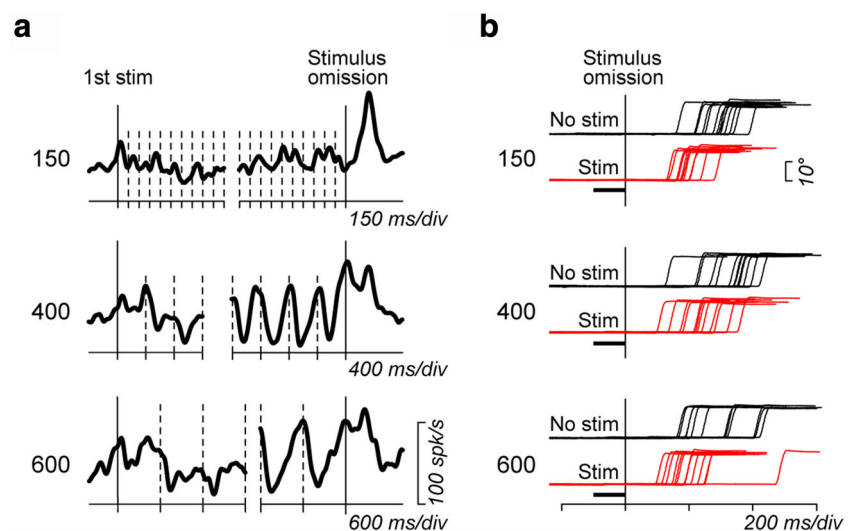 a
1st stim
Stimulus
omission
150
150 ms/div
400
400 ms/div
600
100 spk/s
600 ms/div
b
Stimulus
omission
No stim
150
Stim
10°
No stim
400
Stim
No stim
600
Stim
200 ms/div